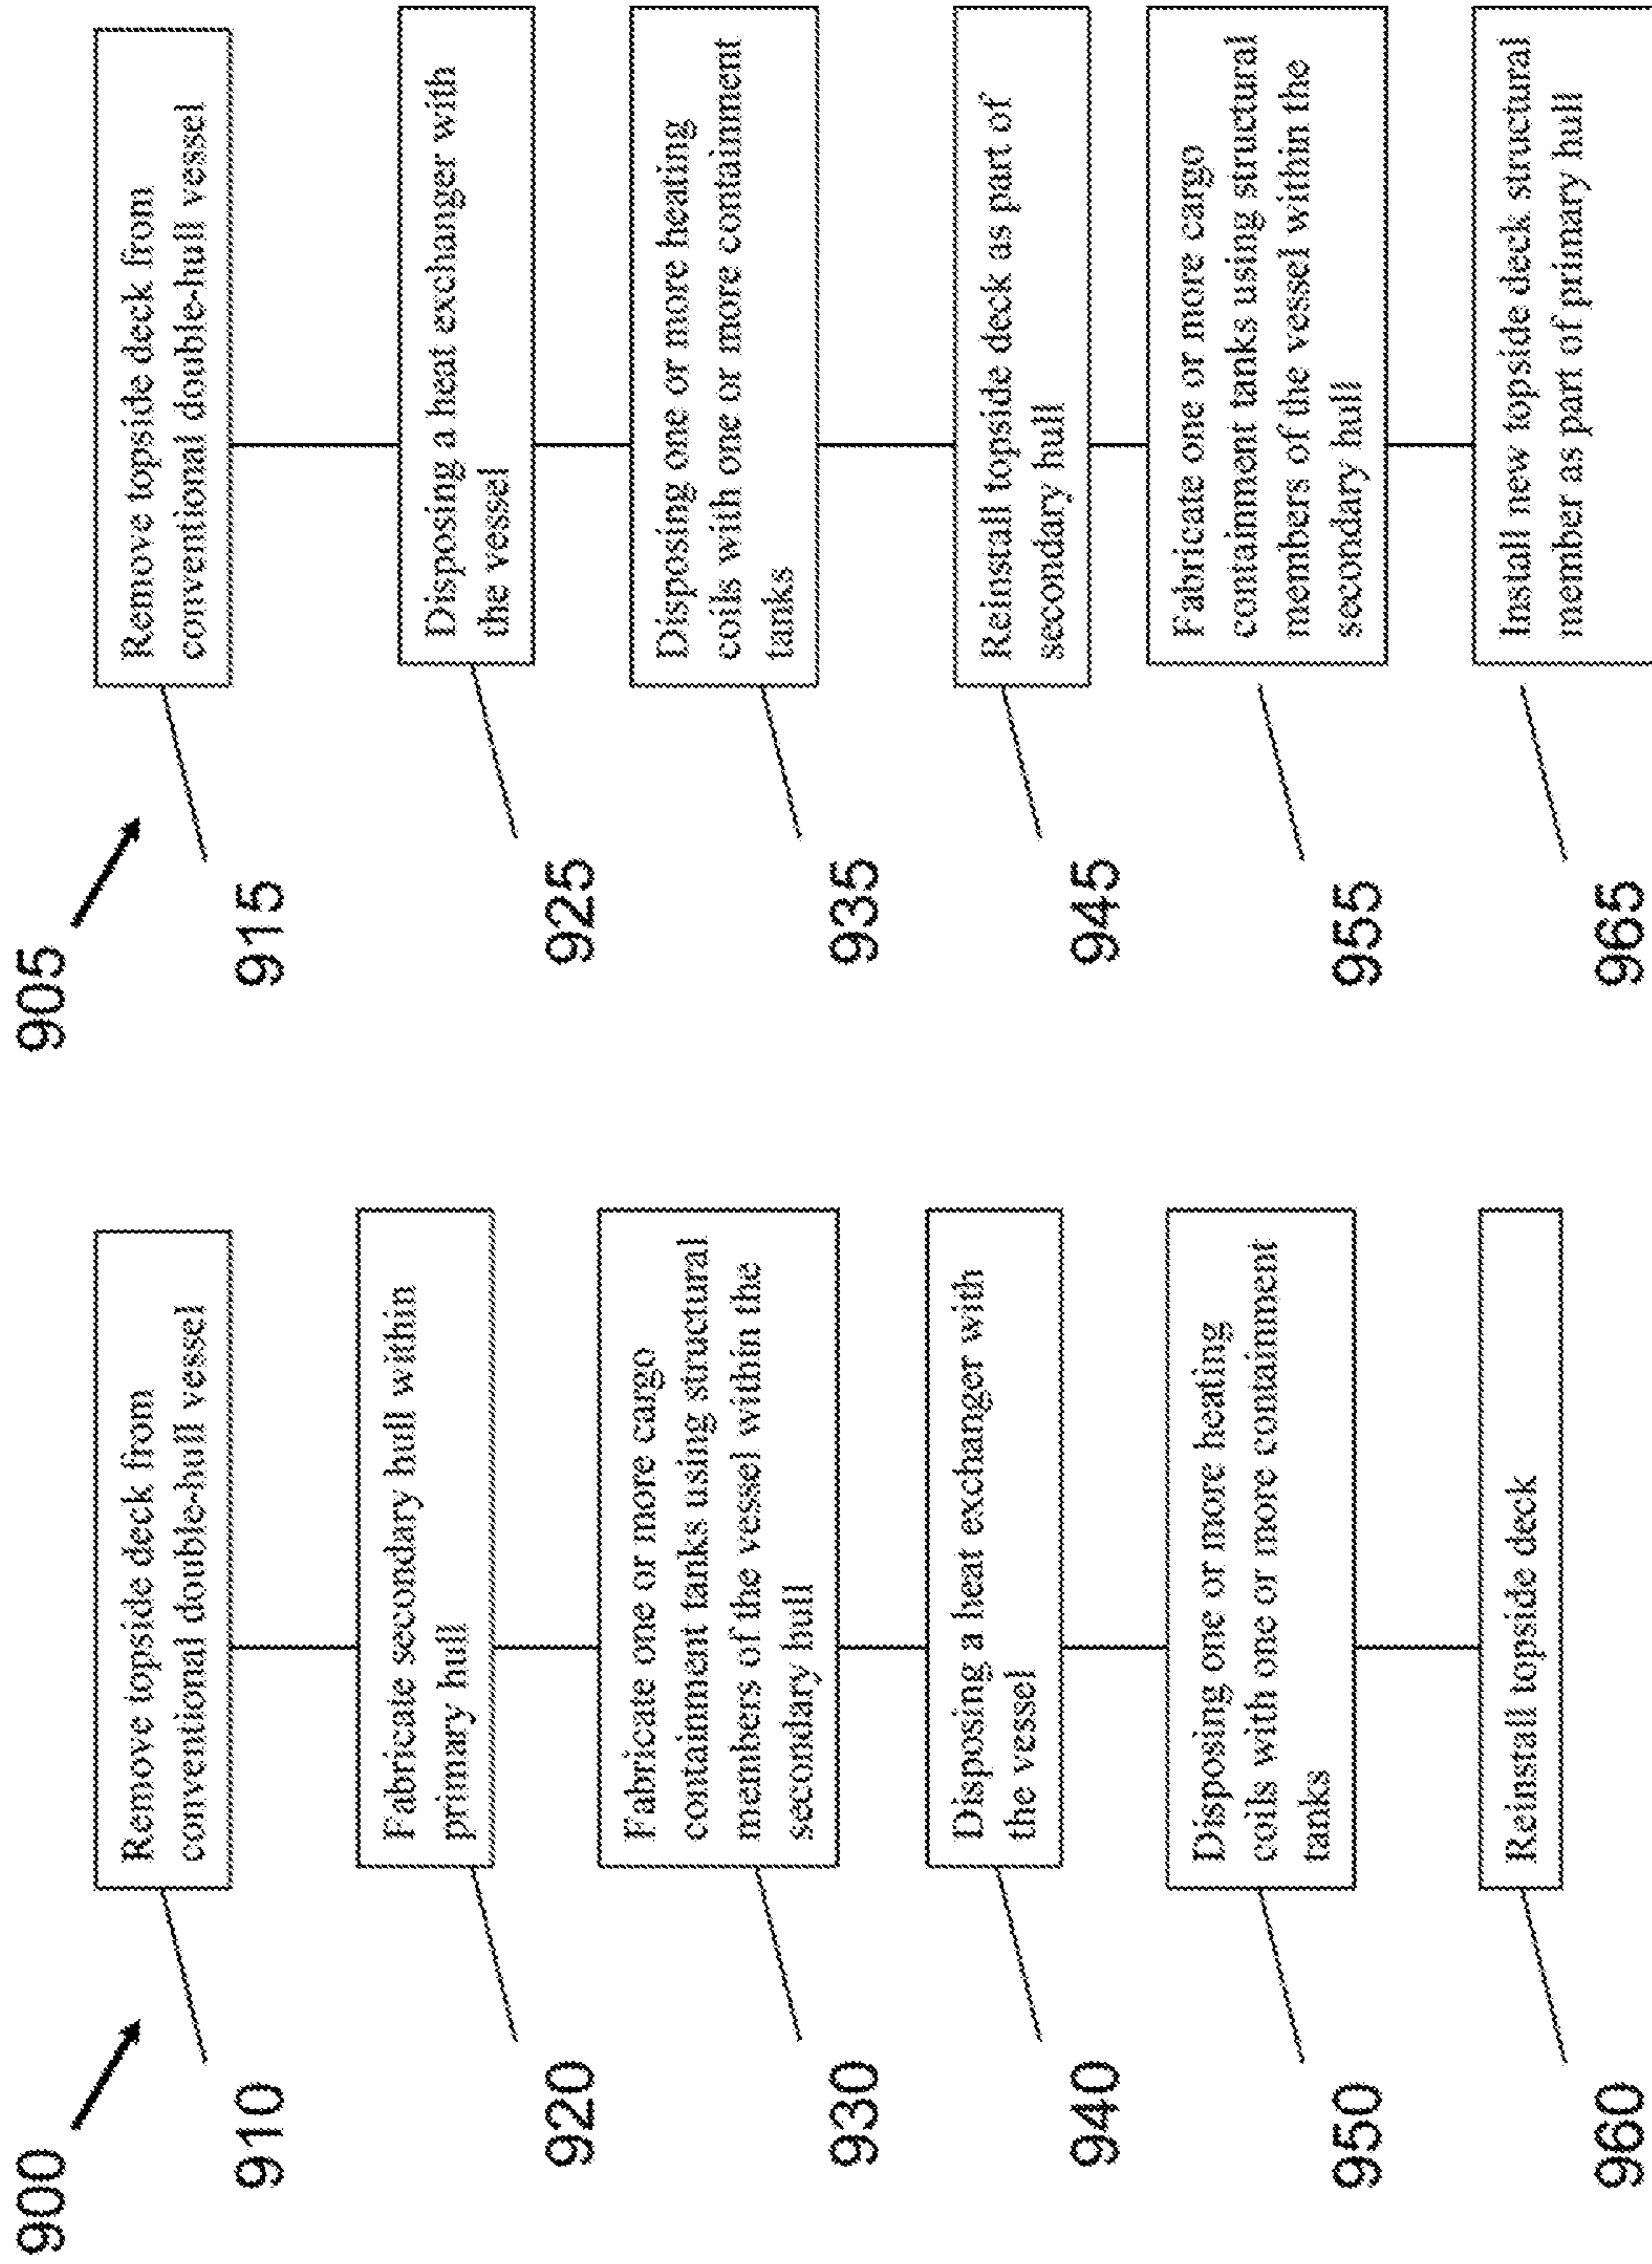 900
910
Remove topside deck from
conventional double-hull vessel
920
Fabricate secondary hull within
primary hull
930
Fabricate one or more cargo
containment tanks using structural
members of the vessel within the
secondary hull
940
Disposing a heat exchanger with
the vessel
950
Disposing one or more heating
coils with one or more containment
tanks
960
Reinstall topside deck
905
915
Remove topside deck from
conventional double-hull vessel
925
Disposing a heat exchanger with
the vessel
935
Disposing one or more heating
coils with one or more containment
tanks
945
Reinstall topside deck as part of
secondary hull
955
Fabricate one or more cargo
containment tanks using structural
members of the vessel within the
secondary hull
965
Install new topside deck structural
member as part of primary hull